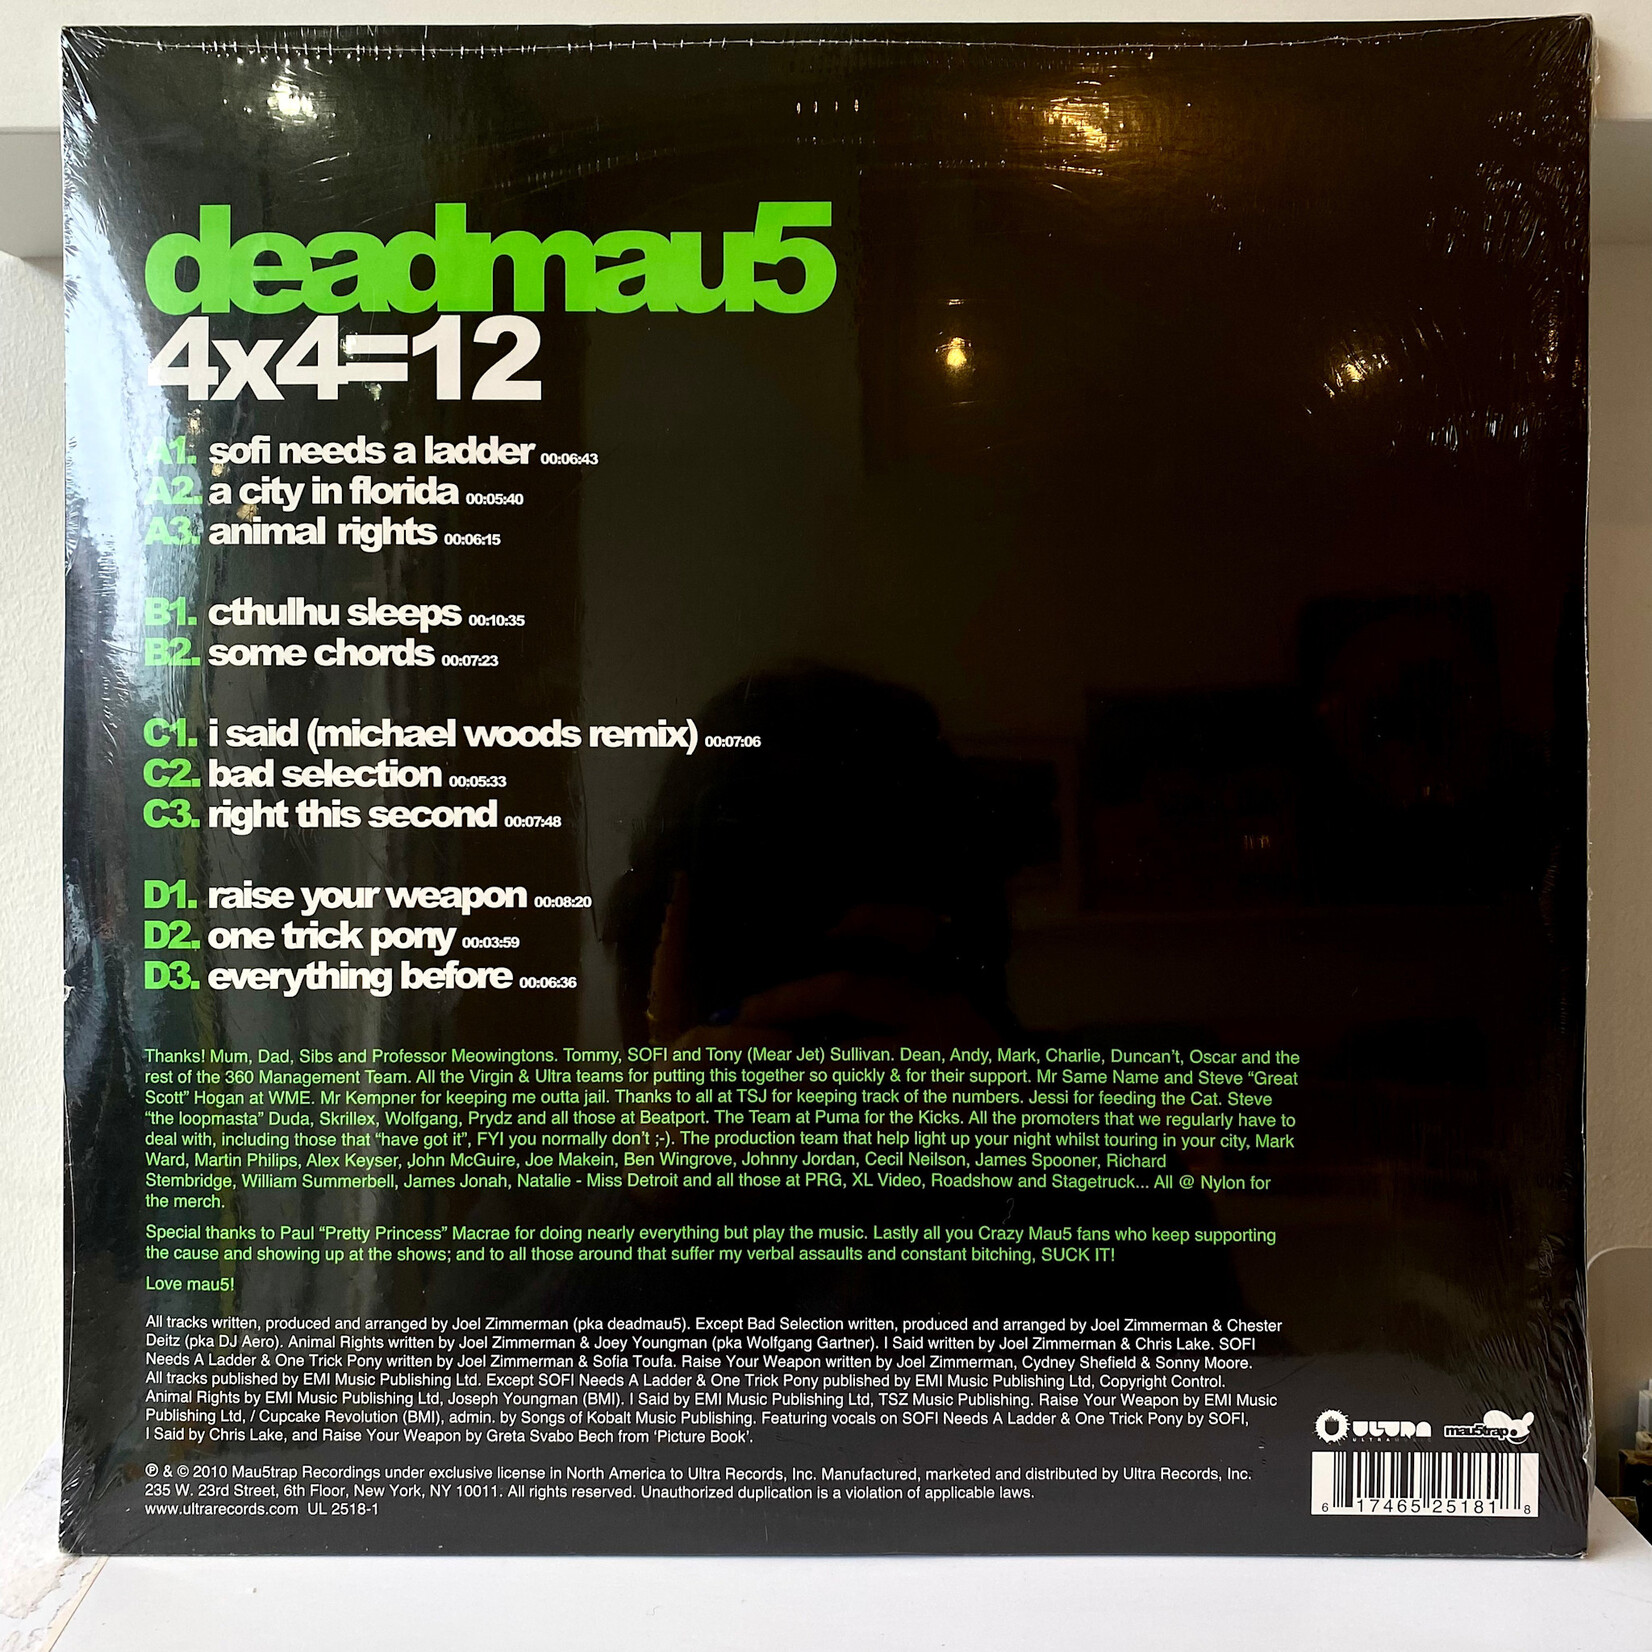 deadmau5
4x4=12
A1. sofi needs a ladder 00:06:43
A2. a city in florida 00:05:40
A3. animal rights 00:06:15
B1. cthulhu sleeps 00:10:35
B2. some chords 00:07:23
C1. i said (michael woods remix) 00:07:06
C2. bad selection 00:05:33
C3. right this second 00:07:48
D1. raise your weapon 00:08:20
D2. one trick pony 00:03:59
D3. everything before 00:06:36
Thanks! Mum, Dad, Sibs and Professor Meowingtons. Tommy, SOFI and Tony (Mear Jet) Sullivan. Dean, Andy, Mark, Charlie, Duncan't, Oscar and the
rest of the 360 Management Team. All the Virgin & Ultra teams for putting this together so quickly & for their support. Mr Same Name and Steve “Great
Scott” Hogan at WME. Mr Kempner for keeping me outta jail. Thanks to all at TSJ for keeping track of the numbers. Jessi for feeding the Cat. Steve
“the loopmasta” Duda, Skrillex, Wolfgang, Prydz and all those at Beatport. The Team at Puma for the Kicks. All the promoters that we regularly have to
deal with, including those that “have got it”, FYI you normally don't ;-). The production team that help light up your night whilst touring in your city, Mark
Ward, Martin Philips, Alex Keyser, John McGuire, Joe Makein, Ben Wingrove, Johnny Jordan, Cecil Neilson, James Spooner, Richard
Stembridge, William Summerbell, James Jonah, Natalie - Miss Detroit and all those at PRG, XL Video, Roadshow and Stagetruck... All @ Nylon for
the merch.
Special thanks to Paul “Pretty Princess” Macrae for doing nearly everything but play the music. Lastly all you Crazy Mau5 fans who keep supporting
the cause and showing up at the shows; and to all those around that suffer my verbal assaults and constant bitching, SUCK IT!
Love mau5!
All tracks written, produced and arranged by Joel Zimmerman (pka deadmau5). Except Bad Selection written, produced and arranged by Joel Zimmerman & Chester
Deitz (pka DJ Aero). Animal Rights written by Joel Zimmerman & Joey Youngman (pka Wolfgang Gartner). I Said written by Joel Zimmerman & Chris Lake. SOFI
Needs A Ladder & One Trick Pony written by Joel Zimmerman & Sofia Toufa. Raise Your Weapon written by Joel Zimmerman, Cydney Shefield & Sonny Moore.
All tracks published by EMI Music Publishing Ltd. Except SOFI Needs A Ladder & One Trick Pony published by EMI Music Publishing Ltd, Copyright Control.
Animal Rights by EMI Music Publishing Ltd, Joseph Youngman (BMI). I Said by EMI Music Publishing Ltd, TSZ Music Publishing. Raise Your Weapon by EMI Music
Publishing Ltd, / Cupcake Revolution (BMI), admin. by Songs of Kobalt Music Publishing. Featuring vocals on SOFI Needs A Ladder & One Trick Pony by SOFI,
I Said by Chris Lake, and Raise Your Weapon by Greta Svabo Bech from 'Picture Book'.
℗ & © 2010 Mau5trap Recordings under exclusive license in North America to Ultra Records, Inc. Manufactured, marketed and distributed by Ultra Records, Inc.
235 W. 23rd Street, 6th Floor, New York, NY 10011. All rights reserved. Unauthorized duplication is a violation of applicable laws.
www.ultrarecords.com UL 2518-1
ULTRA
mau5trap
6 17465 25181 8